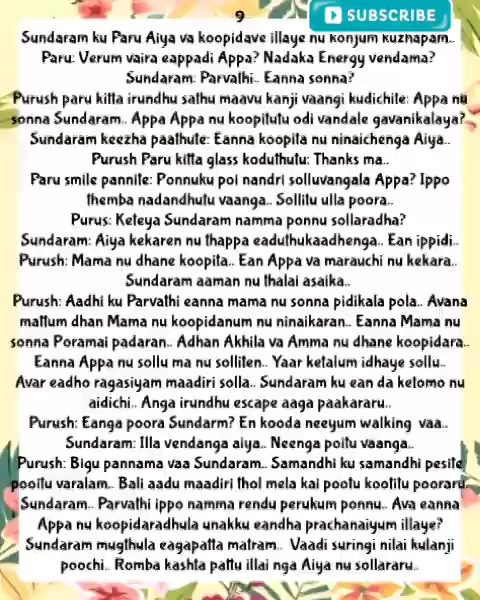 9
SUBSCRIBE
Sundaram ku Paru Aiya va koopidave illaye nu konjum kuzhapam..
Paru: Verum vaira eappadi Appa? Nadaka Energy vendama?
Sundaram: Parvathi.. Eanna sonna?
Purush paru kitta irundhu sathu maavu kanji vaangi kudichite: Appa nu
sonna Sundaram.. Appa Appa nu koopitutu odi vandale gavanikalaya?
Sundaram keezha paathute: Eanna koopita nu ninaichenga Aiya..
Purush Paru kitta glass koduthutu: Thanks ma..
Paru smile pannite: Ponnuku poi nandri solluvangala Appa? Ippo
themba nadandhutu vaanga.. Sollitu ulla poora..
Purus: Keteya Sundaram namma ponnu sollaradha?
Sundaram: Aiya kekaren nu thappa eaduthukaadhenga.. Ean ippidi..
Purush: Mama nu dhane koopita.. Ean Appa va marauchi nu kekara..
Sundaram aaman nu thalai asaika..
Purush: Aadhi ku Parvathi eanna mama nu sonna pidikala pola.. Avana
mattum dhan Mama nu koopidanum nu ninaikaran.. Eanna Mama nu
sonna Poramai padaran.. Adhan Akhila va Amma nu dhane koopidara..
Eanna Appa nu sollu ma nu solliten.. Yaar ketalum idhaye sollu..
Avar eadho ragasiyam maadiri solla.. Sundaram ku ean da ketomo nu
aidichi.. Anga irundhu escape aaga paakararu..
Purush: Eanga poora Sundarm? En kooda neeyum walking vaa..
Sundaram: Illa vendanga aiya.. Neenga poitu vaanga..
Purush: Bigu pannama vaa Sundaram.. Samandhi ku samandhi pesite
pooitu varalam.. Bali aadu maadiri thol mela kai pootu kootitu pooraru..
Sundaram.. Parvathi ippo namma rendu perukum ponnu.. Ava eanna
Appa nu koopidaradhula unakku eandha prachanaiyum illaye?
Sundaram mugthula eagapatta matram.. Vaadi suringi nilai kulanji
poochi.. Romba kashta pattu illai nga Aiya nu sollararu..